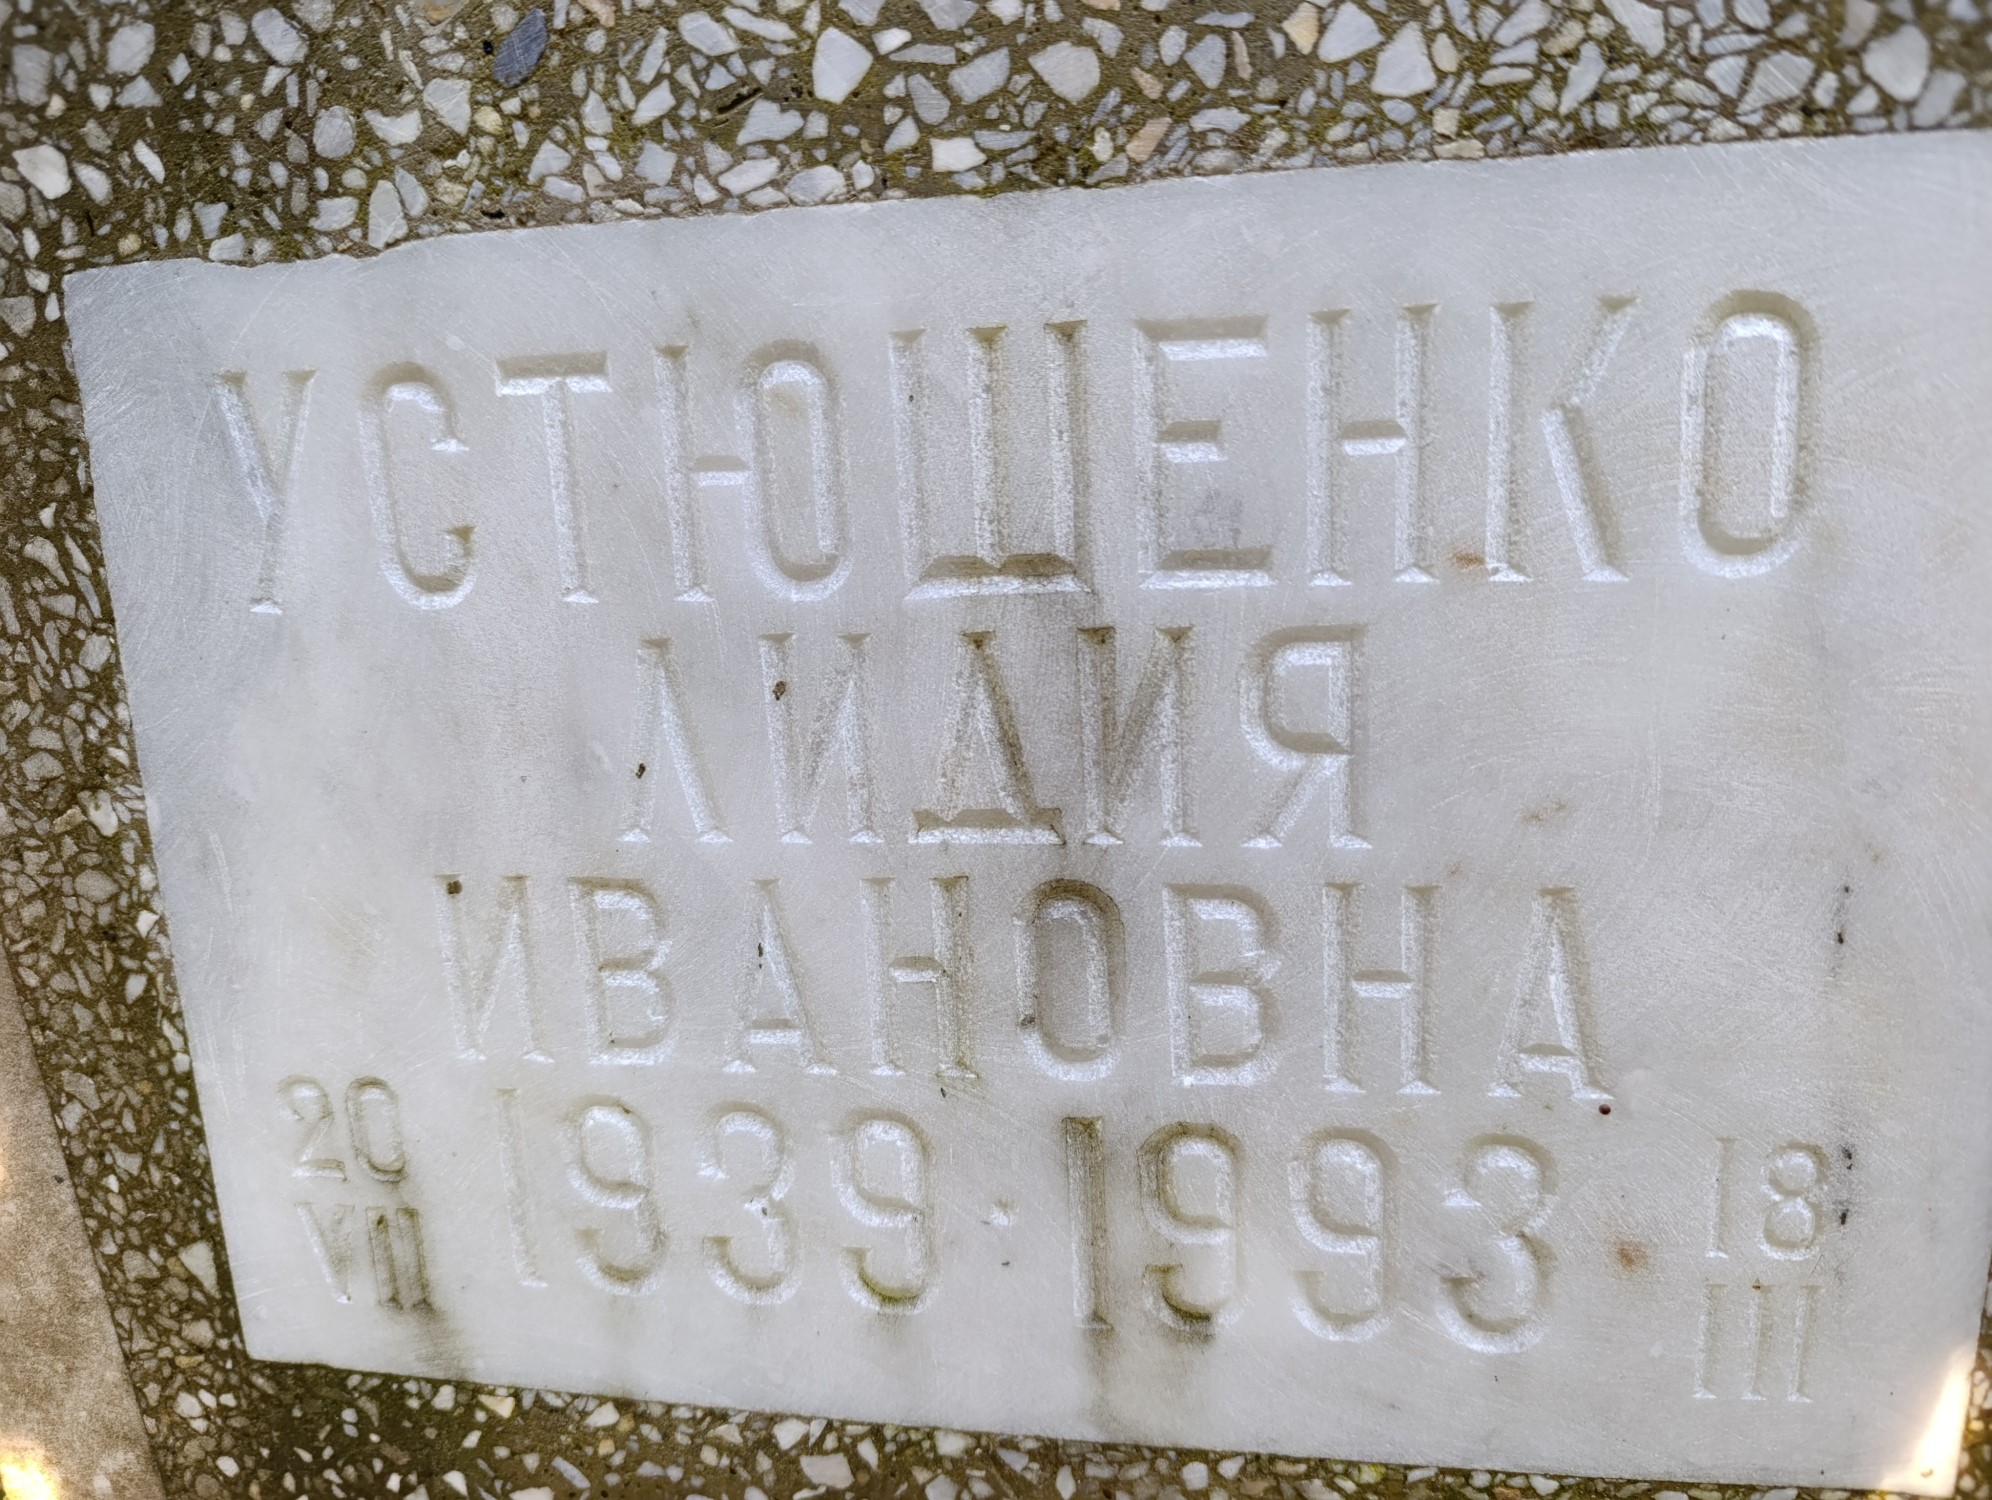 УСТЮЩЕНКО
ЛИДИЯ
ИВАНОВНА
20 VII 1939 · 1993 18 III